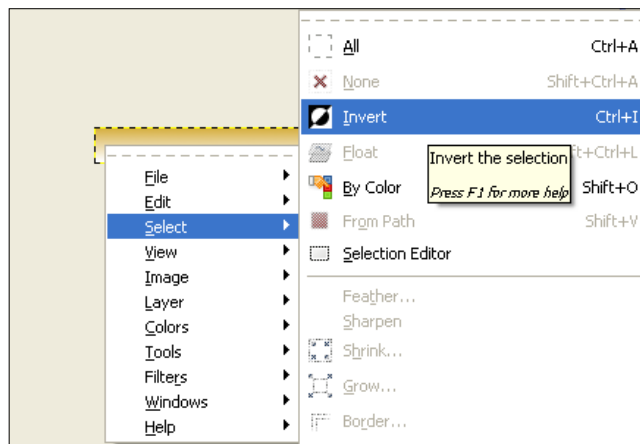 All Ctrl+A
None Shift+Ctrl+A
Invert Ctrl+I
Float ft+Ctrl+L
Invert the selection
Press F1 for more help
By Color Shift+O
From Path Shift+V
Selection Editor
Feather...
Sharpen
Shrink...
Grow...
Border...
File
Edit
Select
View
Image
Layer
Colors
Tools
Filters
Windows
Help